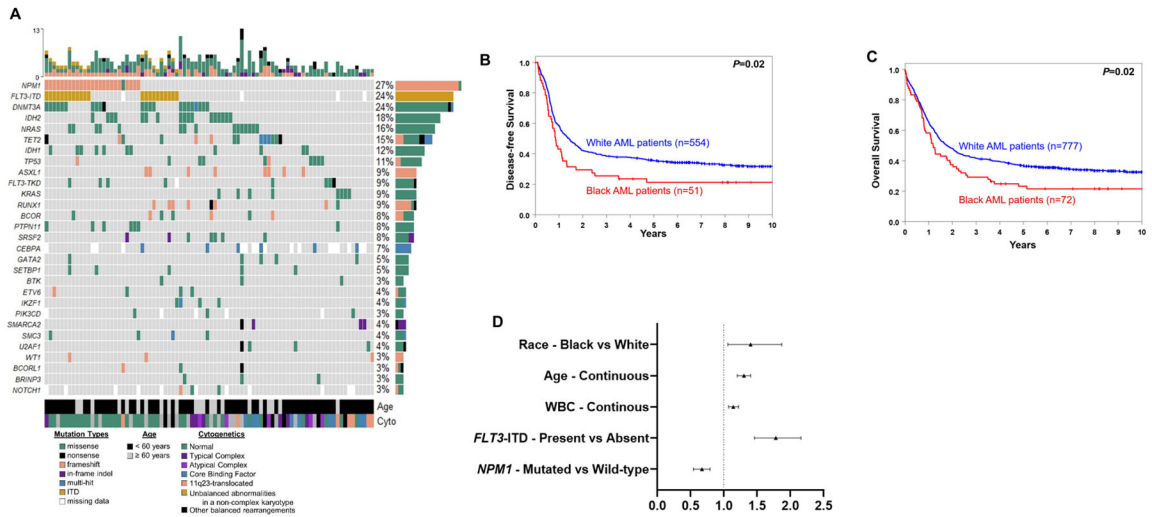 A
13
0
NPM1 27%
FLT3-ITD 24%
DNMT3A 24%
IDH2 18%
NRAS 16%
TET2 15%
IDH1 12%
TP53 11%
ASXL1 9%
FLT3-TKD 9%
KRAS 9%
RUNX1 9%
BCOR 8%
PTPN11 8%
SRSF2 8%
CEBPA 7%
GATA2 5%
SETBP1 5%
BTK 3%
ETV6 4%
IKZF1 4%
PIK3CD 3%
SMARCA2 4%
SMC3 4%
U2AF1 4%
WT1 3%
BCORL1 3%
BRINP3 3%
NOTCH1 3%
Age
Cyto
Mutation Types
missense
nonsense
frameshift
in-frame indel
multi-hit
ITD
missing data
Age
< 60 years
≥ 60 years
Cytogenetics
Normal
Typical Complex
Atypical Complex
Core Binding Factor
11q23-translocated
Unbalanced abnormalities
in a non-complex karyotype
Other balanced rearrangements
B
P=0.02
Disease-free Survival
1.0
0.8
0.6
0.4
0.2
0.0
White AML patients (n=554)
Black AML patients (n=51)
0 1 2 3 4 5 6 7 8 9 10
Years
C
P=0.02
Overall Survival
1.0
0.8
0.6
0.4
0.2
0.0
White AML patients (n=777)
Black AML patients (n=72)
0 1 2 3 4 5 6 7 8 9 10
Years
D
Race - Black vs White
Age - Continuous
WBC - Continous
FLT3-ITD - Present vs Absent
NPM1 - Mutated vs Wild-type
0.0 0.5 1.0 1.5 2.0 2.5